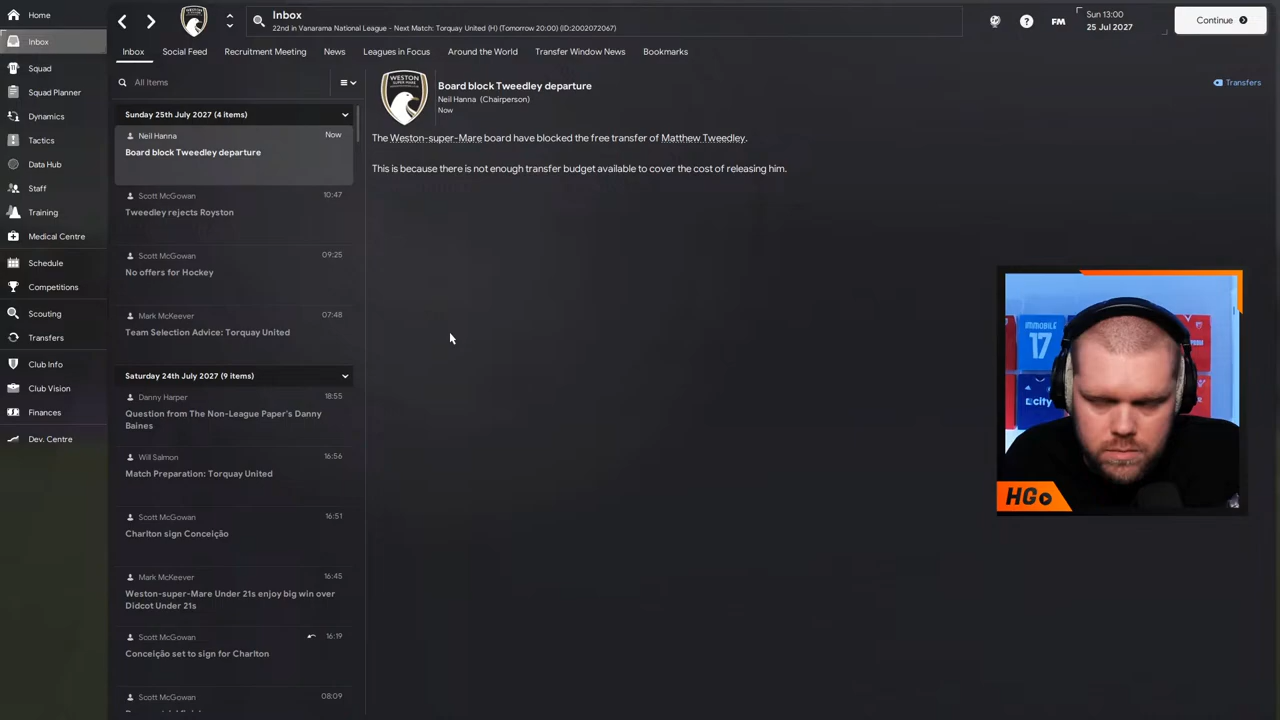 Home
Inbox
Squad
Squad Planner
Dynamics
Tactics
Data Hub
Staff
Training
Medical Centre
Schedule
Competitions
Scouting
Transfers
Club Info
Club Vision
Finances
Dev. Centre
Inbox
22nd in Vanarama National League - Next Match: Torquay United (H) (Tomorrow 20:00) (ID:2002072067)
FM
Sun 13:00
25 Jul 2027
Continue
Inbox Social Feed Recruitment Meeting News Leagues in Focus Around the World Transfer Window News Bookmarks
All Items
Sunday 25th July 2027 (4 items)
Neil Hanna Now
Board block Tweedley departure
Scott McGowan 10:47
Tweedley rejects Royston
Scott McGowan 09:25
No offers for Hockey
Mark McKeever 07:48
Team Selection Advice: Torquay United
Saturday 24th July 2027 (9 items)
Danny Harper 18:55
Question from The Non-League Paper's Danny
Baines
Will Salmon 16:56
Match Preparation: Torquay United
Scott McGowan 16:51
Charlton sign Conceição
Mark McKeever 16:45
Weston-super-Mare Under 21s enjoy big win over
Didcot Under 21s
Scott McGowan 16:19
Conceição set to sign for Charlton
Scott McGowan 08:09
Board block Tweedley departure
Neil Hanna (Chairperson)
Now
Transfers
The Weston-super-Mare board have blocked the free transfer of Matthew Tweedley.
This is because there is not enough transfer budget available to cover the cost of releasing him.
IMMOBILE
17
city
HG